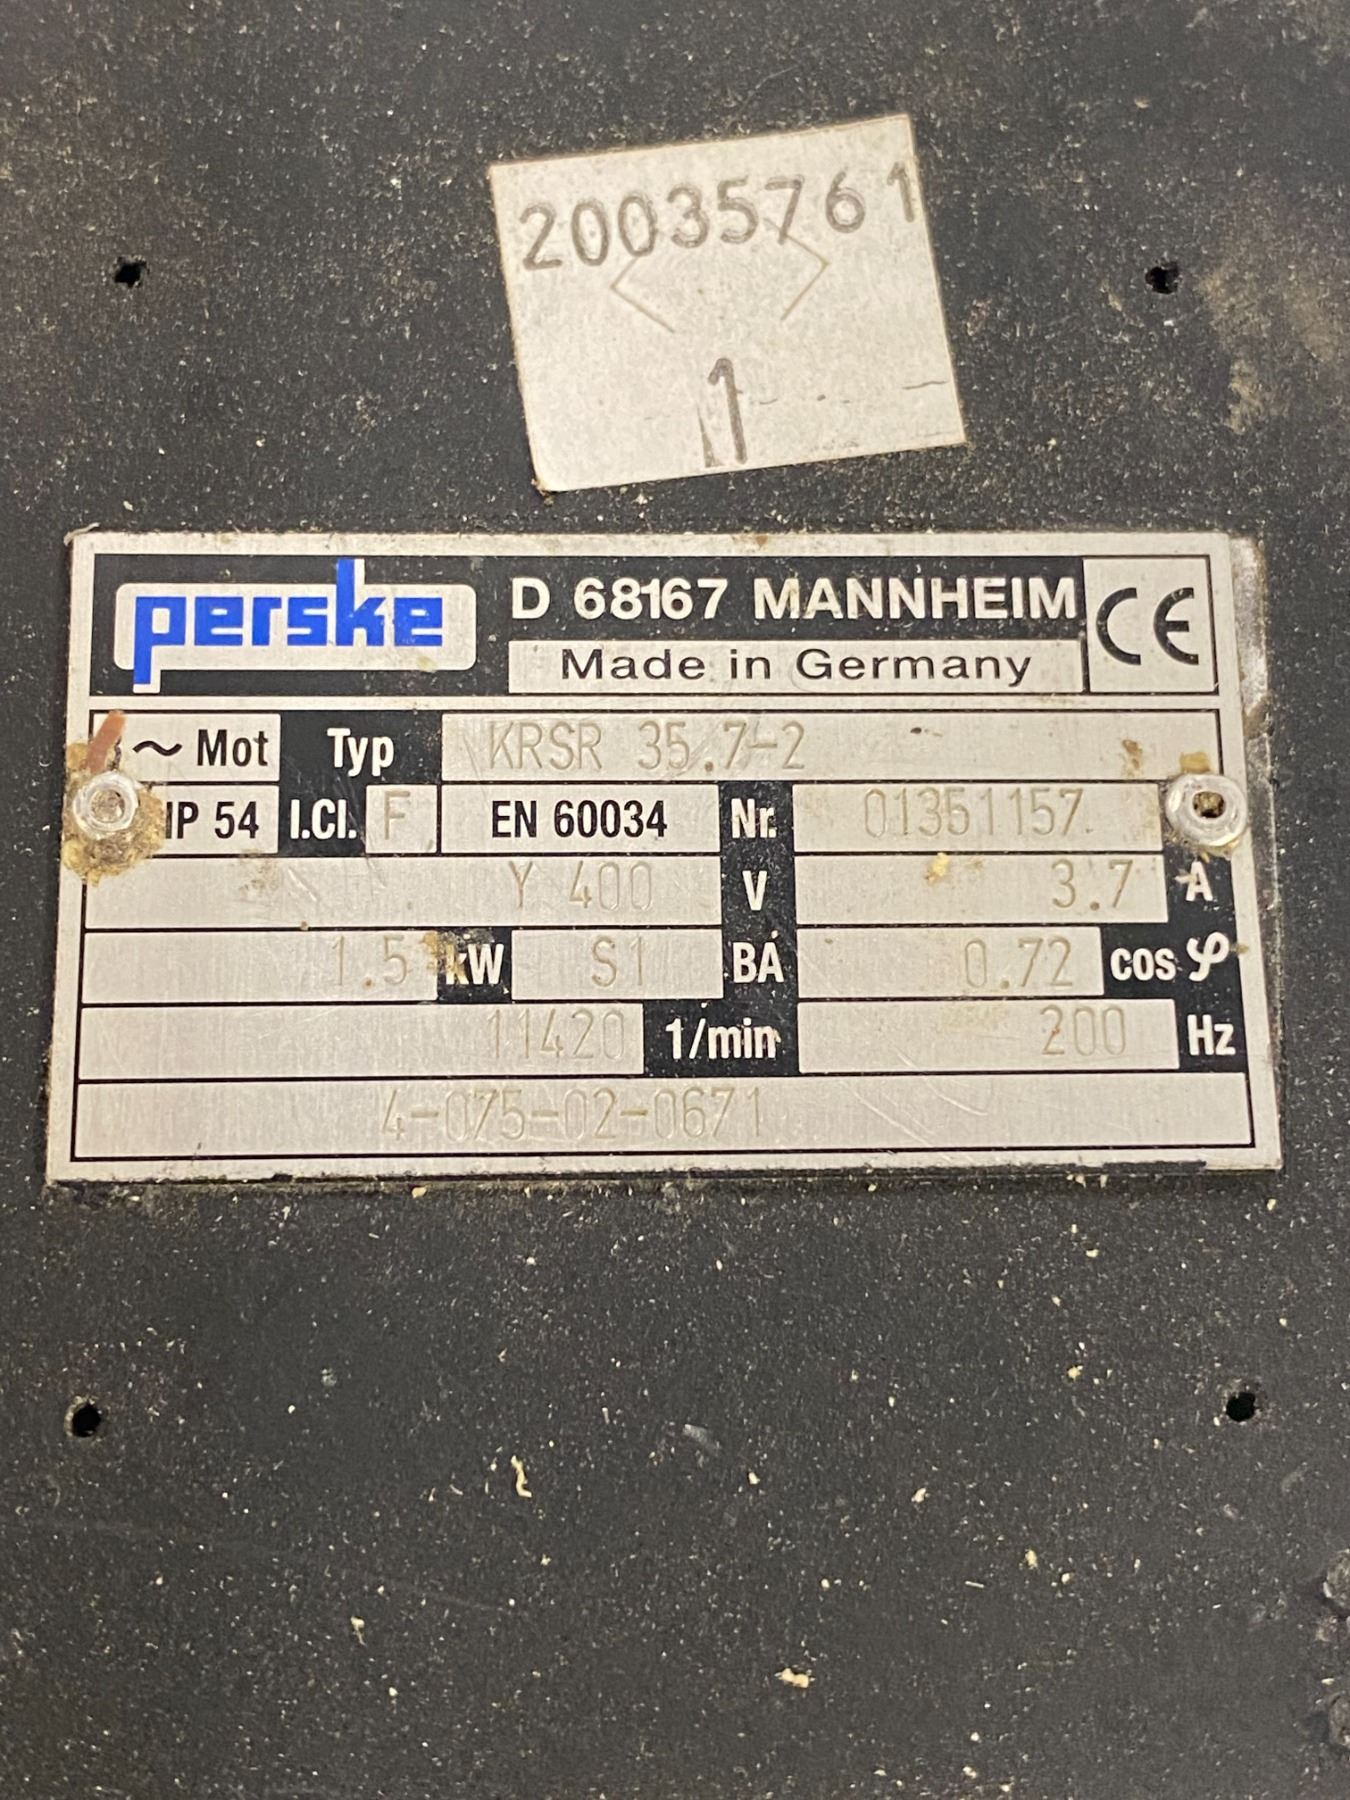 20035761
1
perske D 68167 MANNHEIM CE
Made in Germany
~ Mot Typ KRSR 35.7-2
IP 54 I.Cl. F EN 60034 Nr. 01351157
Y 400 V 3.7 A
1.5 kW S1 BA 0.72 cos φ
11420 1/min 200 Hz
4-075-02-0671